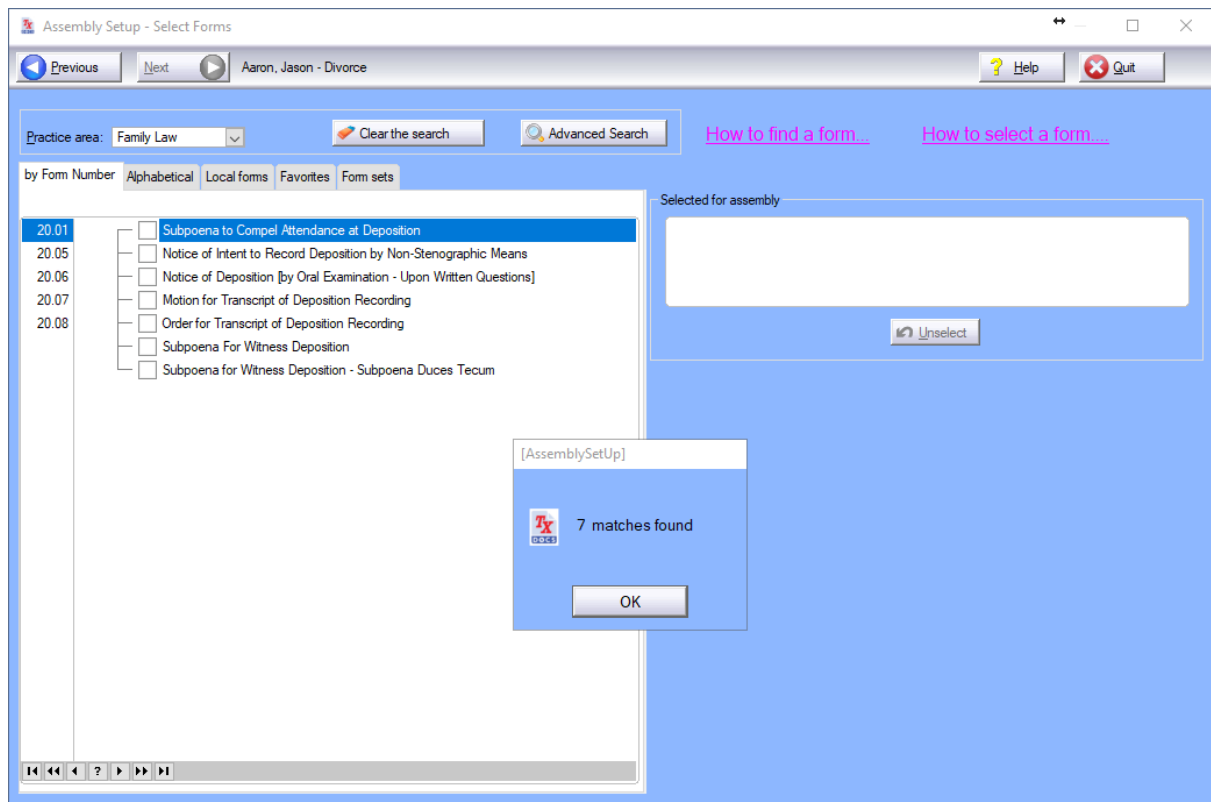 Assembly Setup - Select Forms
Previous Next Aaron, Jason - Divorce Help Quit
Practice area: Family Law Clear the search Advanced Search How to find a form... How to select a form....
by Form Number Alphabetical Local forms Favorites Form sets
Selected for assembly
20.01 Subpoena to Compel Attendance at Deposition
20.05 Notice of Intent to Record Deposition by Non-Stenographic Means
20.06 Notice of Deposition [by Oral Examination - Upon Written Questions]
20.07 Motion for Transcript of Deposition Recording
20.08 Order for Transcript of Deposition Recording
Subpoena For Witness Deposition
Subpoena for Witness Deposition - Subpoena Duces Tecum
Unselect
[AssemblySetUp]
TX DOCS
7 matches found
OK
?